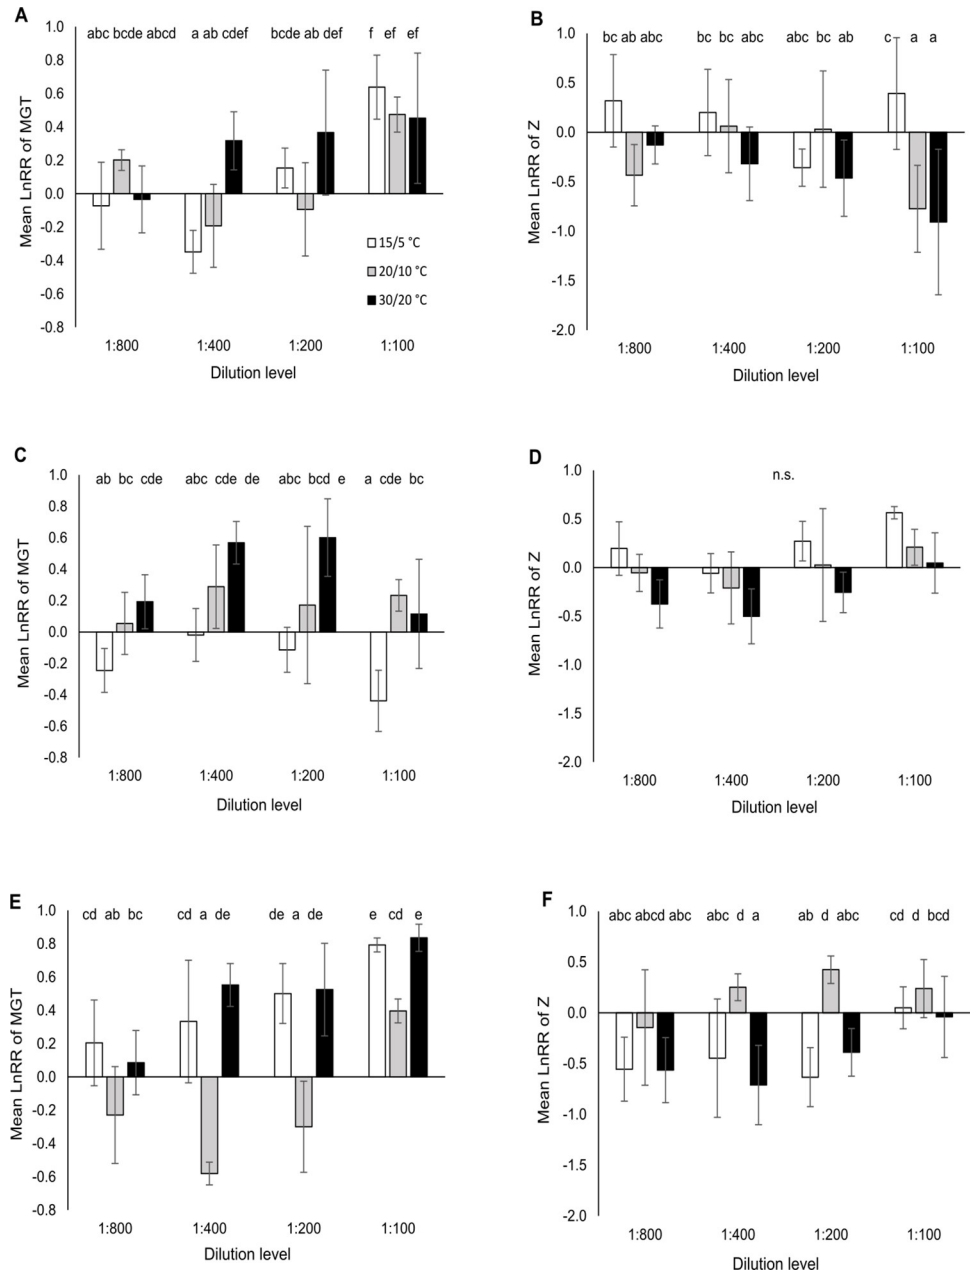 A
1.0
0.8
0.6
0.4
0.2
0.0
-0.2
-0.4
-0.6
-0.8
Mean LnRR of MGT
abc bcde abcd a ab cdef bcde ab def f ef ef
15/5 °C
20/10 °C
30/20 °C
1:800 1:400 1:200 1:100
Dilution level
B
1.0
0.5
0.0
-0.5
-1.0
-1.5
-2.0
Mean LnRR of Z
bc ab abc bc bc abc abc bc ab c a a
1:800 1:400 1:200 1:100
Dilution level
C
1.0
0.8
0.6
0.4
0.2
0.0
-0.2
-0.4
-0.6
-0.8
Mean LnRR of MGT
ab bc cde abc cde de abc bcd e a cde bc
1:800 1:400 1:200 1:100
Dilution level
D
1.0
0.5
0.0
-0.5
-1.0
-1.5
-2.0
Mean LnRR of Z
n.s.
1:800 1:400 1:200 1:100
Dilution level
E
1.0
0.8
0.6
0.4
0.2
0.0
-0.2
-0.4
-0.6
-0.8
Mean LnRR of MGT
cd ab bc cd a de de a de e cd e
1:800 1:400 1:200 1:100
Dilution level
F
1.0
0.5
0.0
-0.5
-1.0
-1.5
-2.0
Mean LnRR of Z
abc abcd abc abc d a ab d abc cd d bcd
1:800 1:400 1:200 1:100
Dilution level